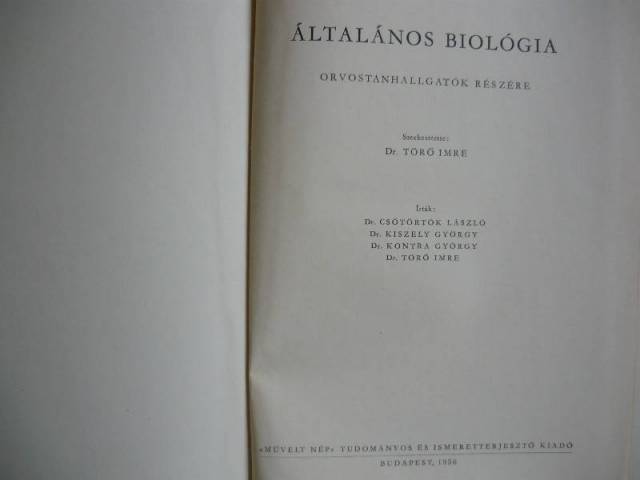 ÁLTALÁNOS BIOLÓGIA
ORVOSTANHALLGATÓK RÉSZÉRE
Szerkesztette:
Dr. TÖRŐ IMRE
Írták:
Dr. CSÖTÖRTÖK LÁSZLÓ
Dr. KISZELY GYÖRGY
Dr. KONTRA GYÖRGY
Dr. TÖRŐ IMRE
«MŰVELT NÉP» TUDOMÁNYOS ÉS ISMERETTERJESZTŐ KIADÓ
BUDAPEST, 1956